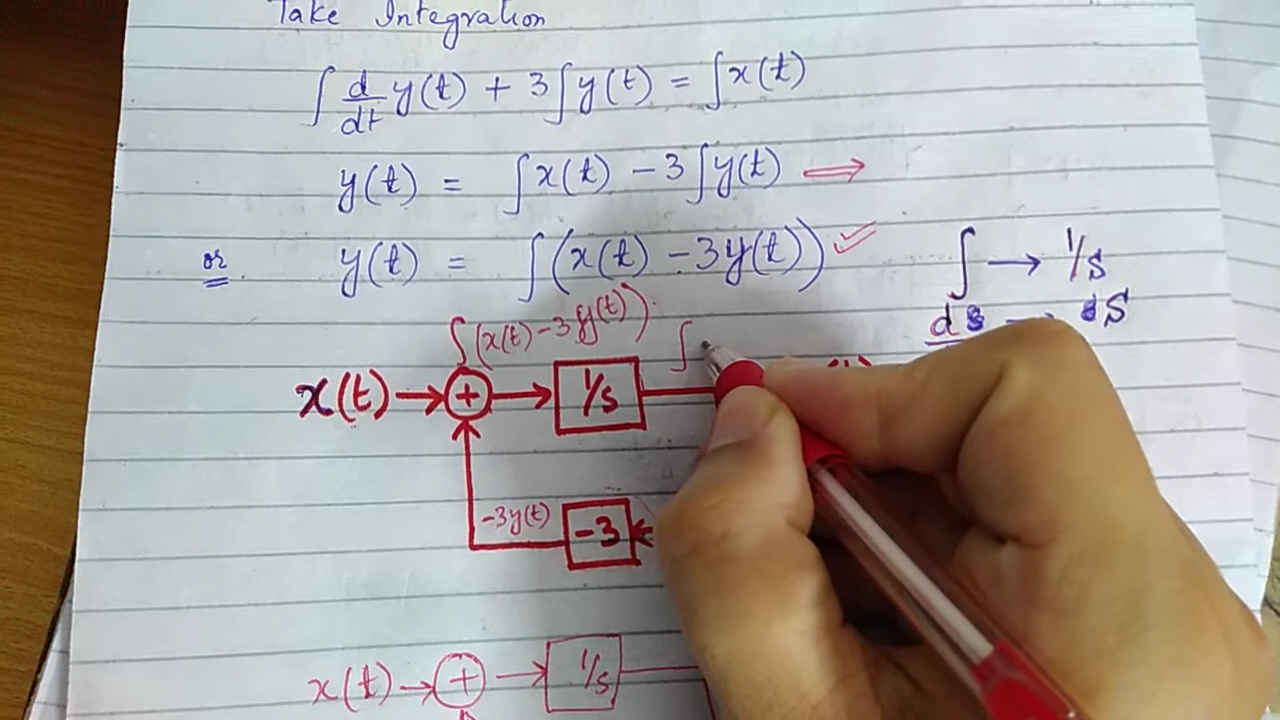 Take Integration
∫ d/dt y(t) + 3∫y(t) = ∫x(t)
y(t) = ∫x(t) - 3∫y(t) ⟹
or y(t) = ∫(x(t) - 3y(t)) ✓
∫ → 1/s
d → S
∫(x(t) - 3y(t)) ∫
x(t) → + → 1/s
-3y(t) -3
x(t) → + → 1/s